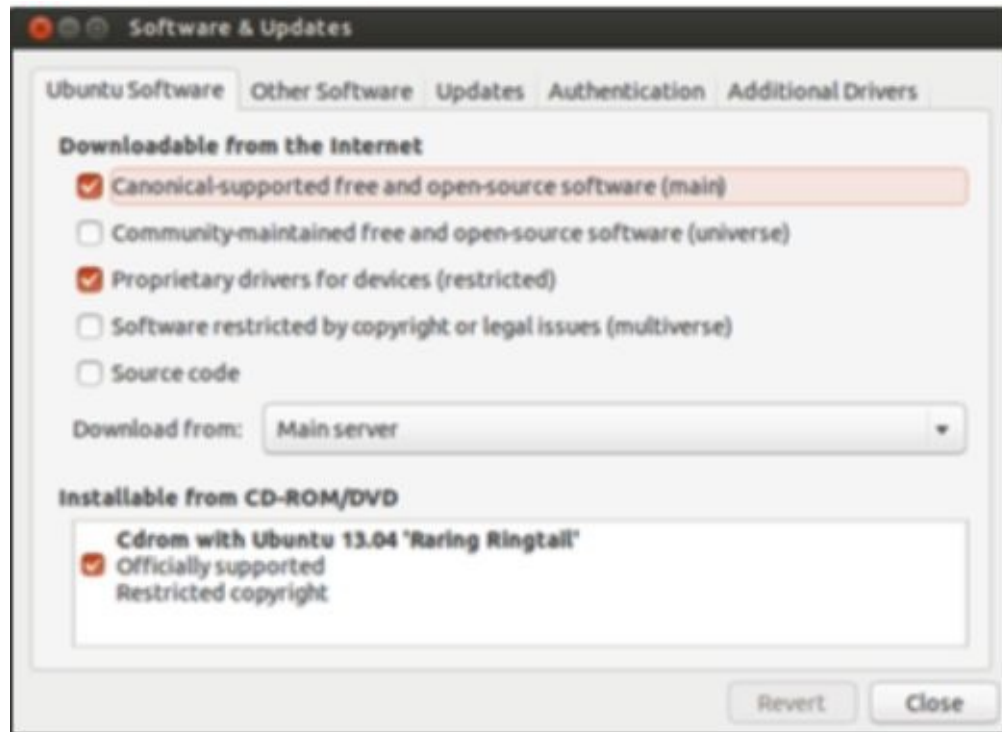 Software & Updates
Ubuntu Software Other Software Updates Authentication Additional Drivers
Downloadable from the Internet
Canonical-supported free and open-source software (main)
Community-maintained free and open-source software (universe)
Proprietary drivers for devices (restricted)
Software restricted by copyright or legal issues (multiverse)
Source code
Download from: Main server
Installable from CD-ROM/DVD
Cdrom with Ubuntu 13.04 'Raring Ringtail'
Officially supported
Restricted copyright
Revert Close